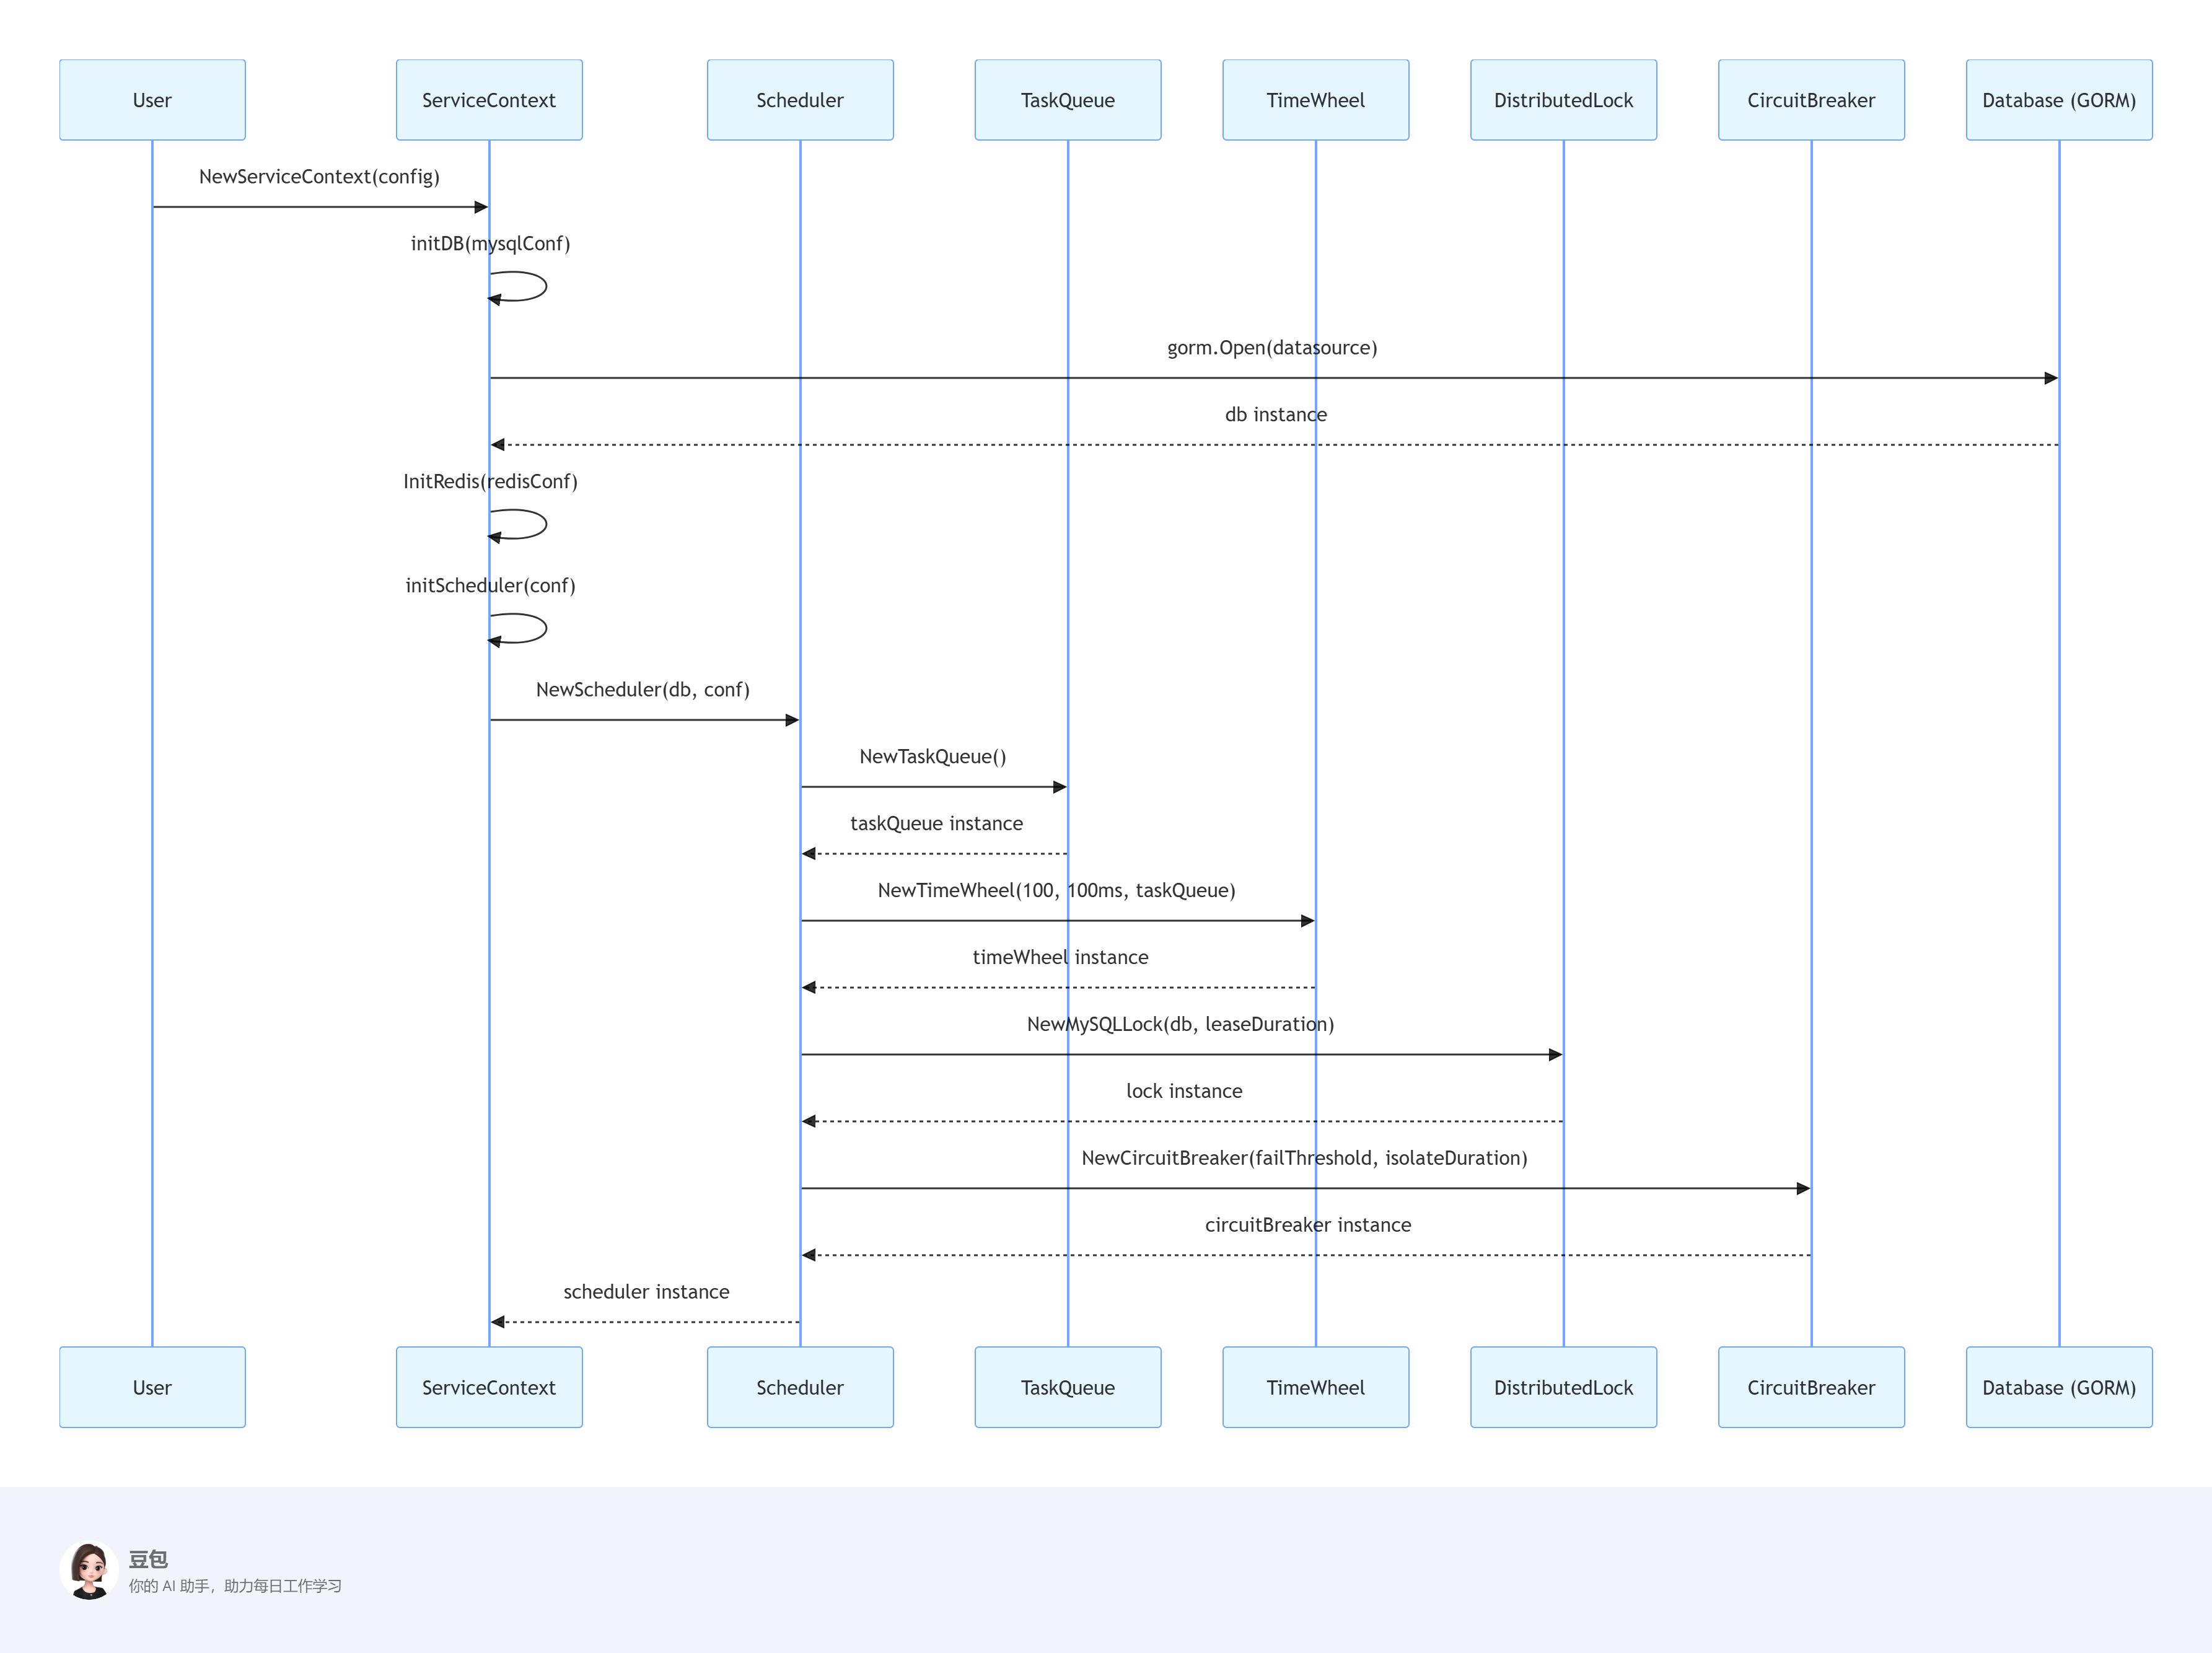 User
ServiceContext
Scheduler
TaskQueue
TimeWheel
DistributedLock
CircuitBreaker
Database (GORM)
NewServiceContext(config)
initDB(mysqlConf)
gorm.Open(datasource)
db instance
InitRedis(redisConf)
initScheduler(conf)
NewScheduler(db, conf)
NewTaskQueue()
taskQueue instance
NewTimeWheel(100, 100ms, taskQueue)
timeWheel instance
NewMySQLLock(db, leaseDuration)
lock instance
NewCircuitBreaker(failThreshold, isolateDuration)
circuitBreaker instance
scheduler instance
User
ServiceContext
Scheduler
TaskQueue
TimeWheel
DistributedLock
CircuitBreaker
Database (GORM)
豆包
你的 AI 助手，助力每日工作学习